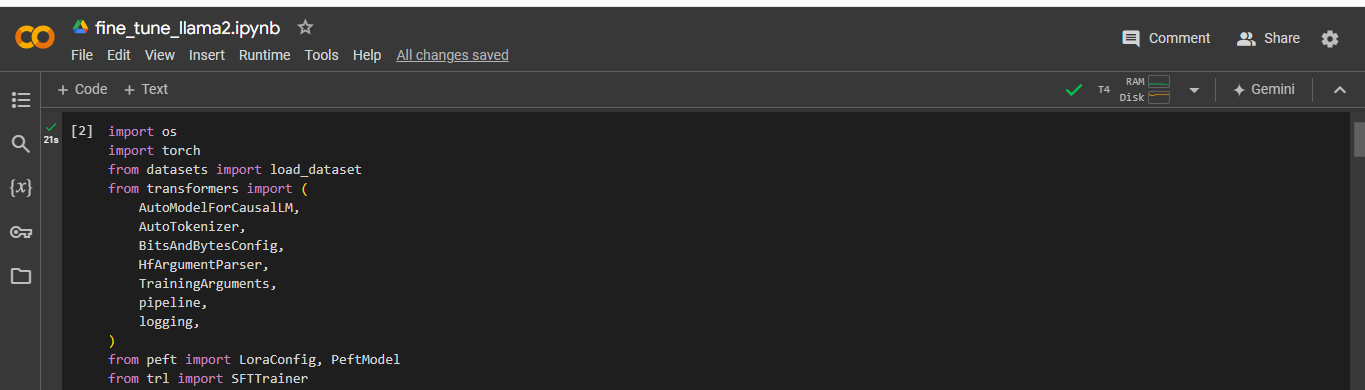 fine_tune_llama2.ipynb
File Edit View Insert Runtime Tools Help All changes saved
Comment Share
+ Code + Text
T4 RAM Disk Gemini
21s
[2] import os
import torch
from datasets import load_dataset
from transformers import (
    AutoModelForCausalLM,
    AutoTokenizer,
    BitsAndBytesConfig,
    HfArgumentParser,
    TrainingArguments,
    pipeline,
    logging,
)
from peft import LoraConfig, PeftModel
from trl import SFTTrainer
{x}